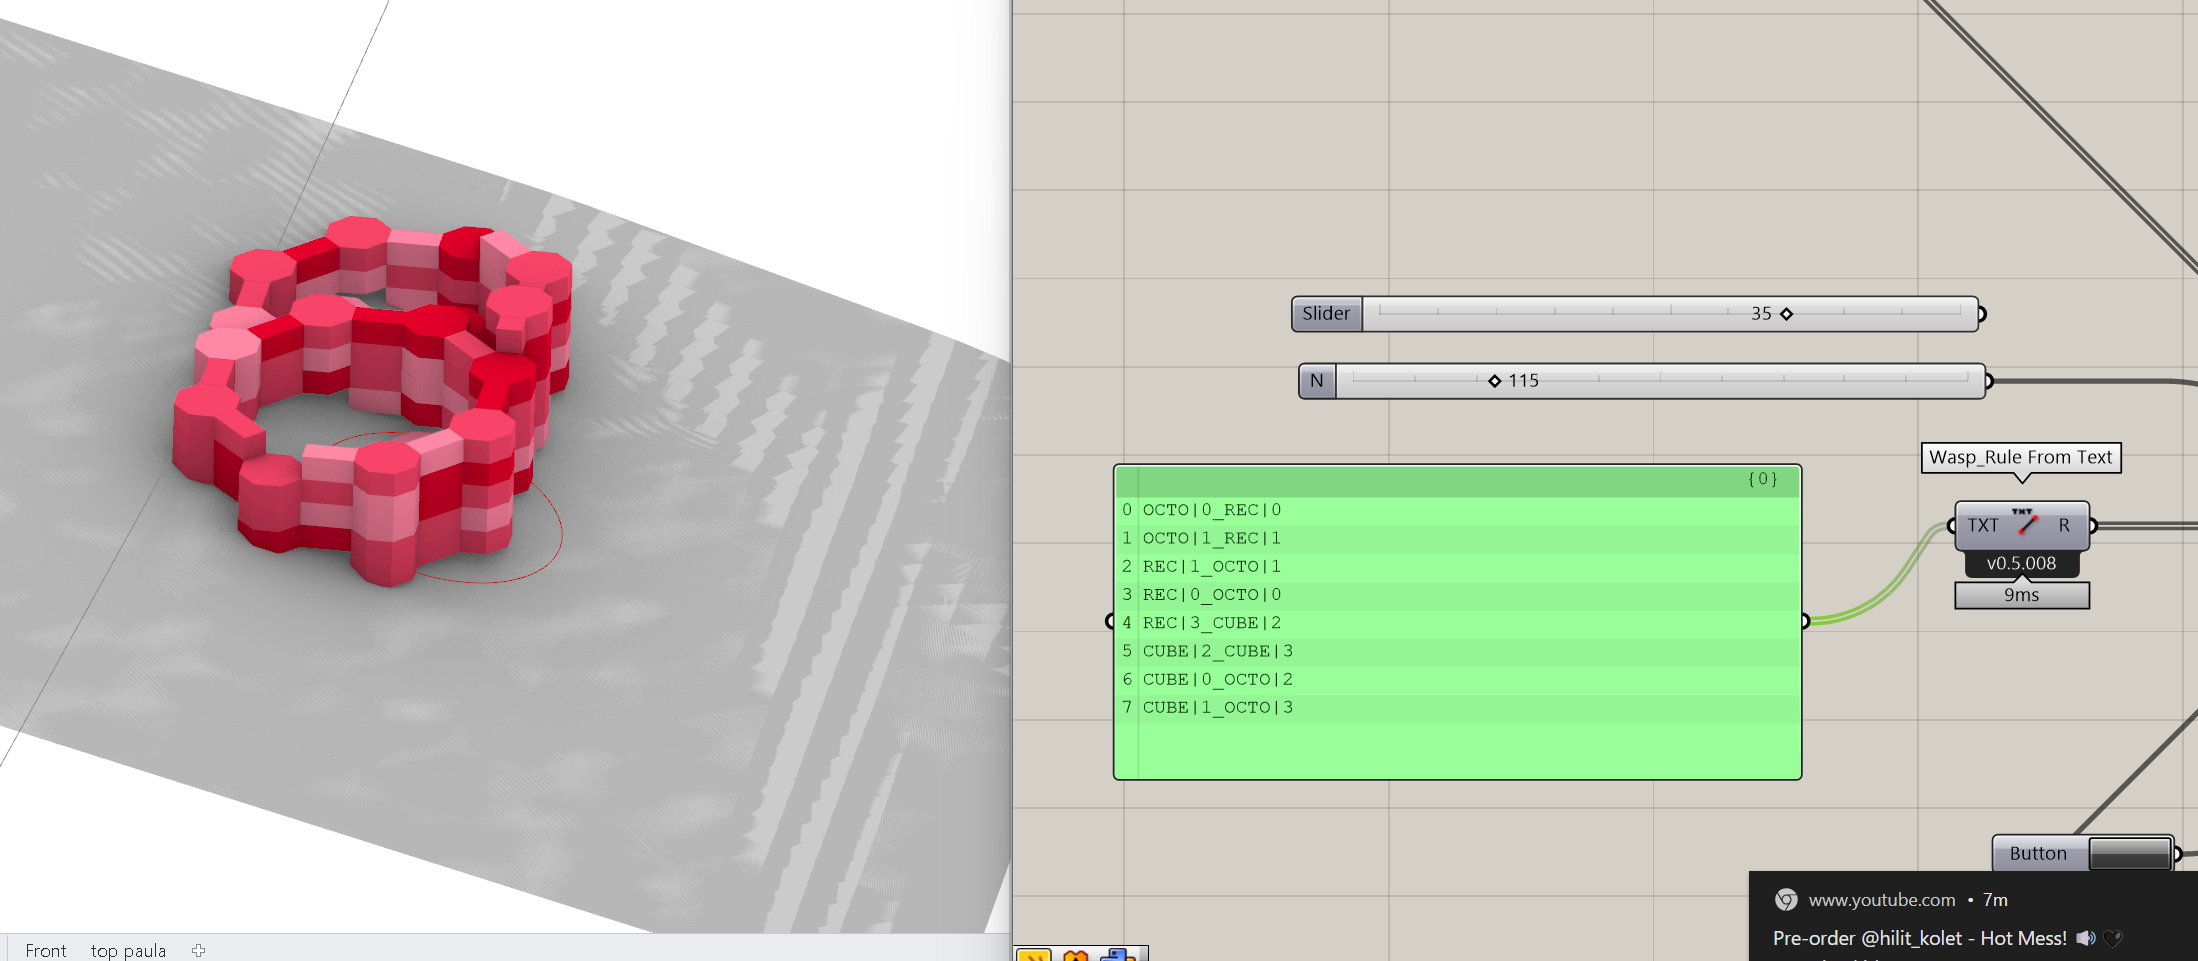 Slider 35
N 115
Wasp_Rule From Text
{0}
0 OCTO|0_REC|0
1 OCTO|1_REC|1
2 REC|1_OCTO|1
3 REC|0_OCTO|0
4 REC|3_CUBE|2
5 CUBE|2_CUBE|3
6 CUBE|0_OCTO|2
7 CUBE|1_OCTO|3
TXT TXT R
v0.5.008
9ms
Button
www.youtube.com • 7m
Pre-order @hilit_kolet - Hot Mess! 🔊 🖤
Front top paula